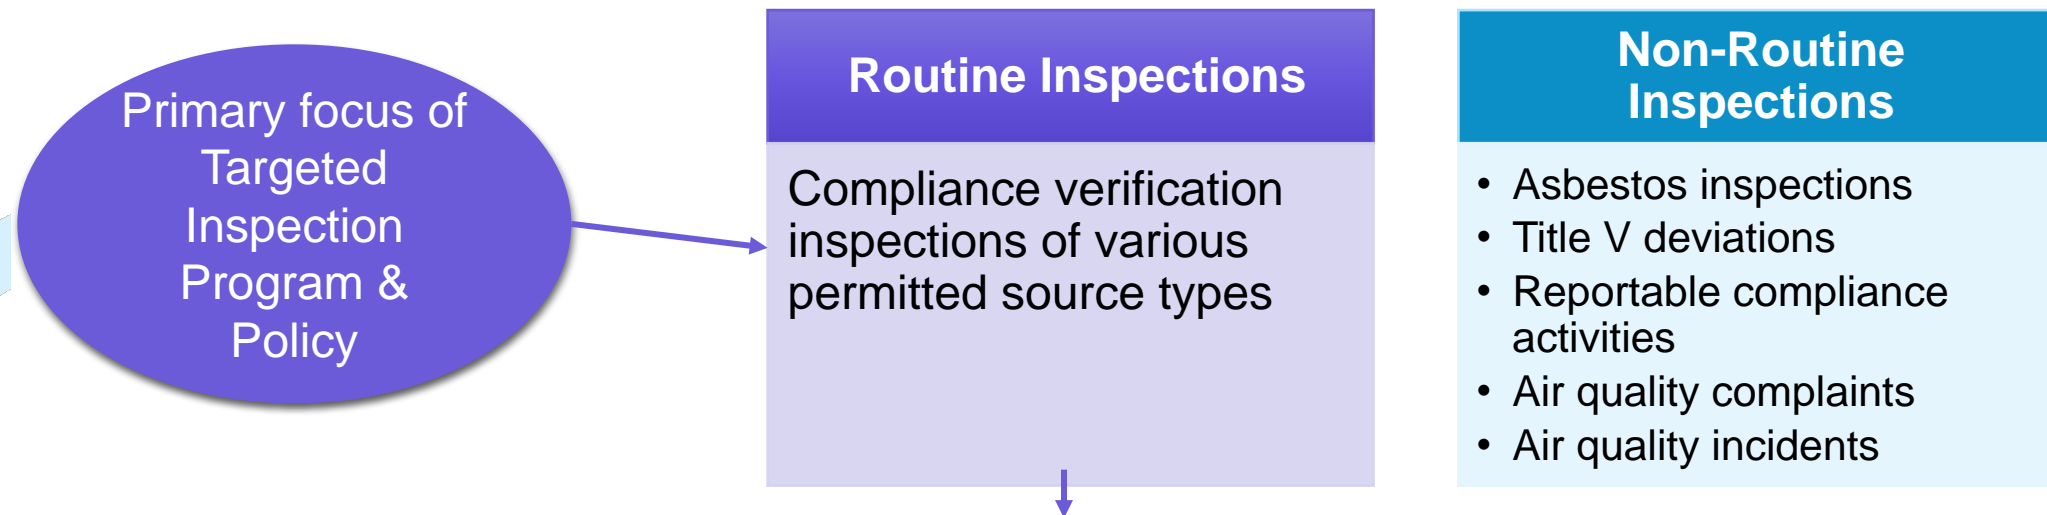 Primary focus of
Targeted
Inspection
Program &
Policy
Routine Inspections
Compliance verification
inspections of various
permitted source types
Non-Routine
Inspections
• Asbestos inspections
• Title V deviations
• Reportable compliance
activities
• Air quality complaints
• Air quality incidents